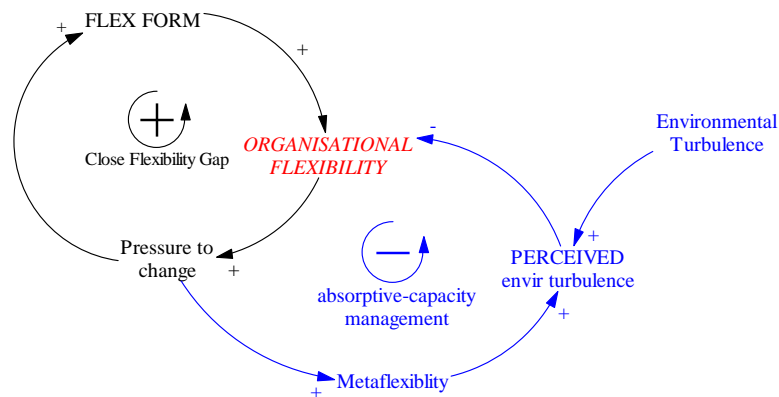 FLEX FORM
+
+
+
Close Flexibility Gap
ORGANISATIONAL
FLEXIBILITY
-
Environmental
Turbulence
Pressure to
change
+
+
PERCEIVED
envir turbulence
—
absorptive-capacity
management
+
Metaflexiblity
+